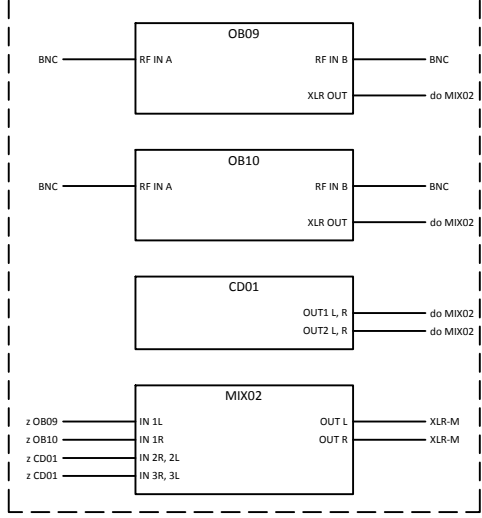 OB09
BNC RF IN A RF IN B BNC
XLR OUT do MIX02
OB10
BNC RF IN A RF IN B BNC
XLR OUT do MIX02
CD01
OUT1 L, R do MIX02
OUT2 L, R do MIX02
MIX02
z OB09 IN 1L OUT L XLR-M
z OB10 IN 1R OUT R XLR-M
z CD01 IN 2R, 2L
z CD01 IN 3R, 3L